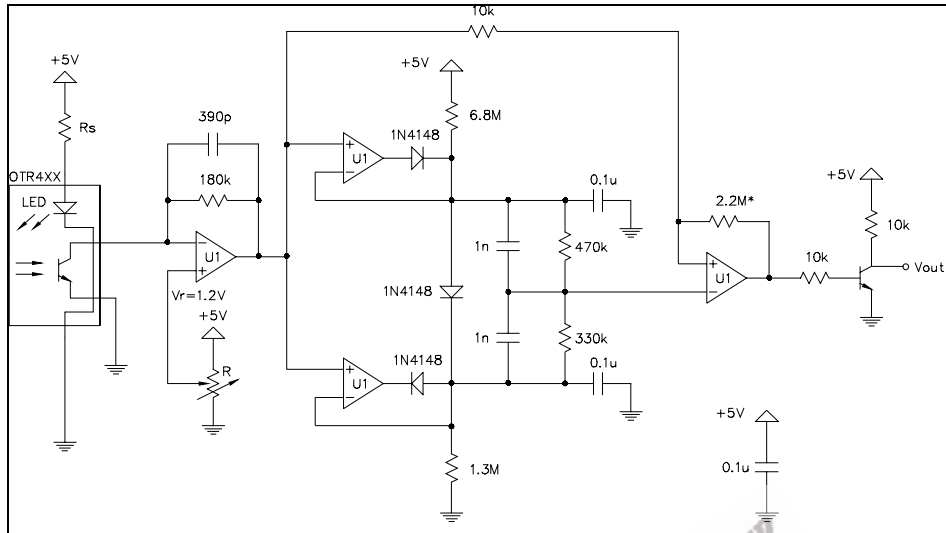 10k
+5V
+5V
390p
6.8M
Rs
1N4148
+
U1
-
0.1u
+5V
OTR4XX
180k
2.2M*
LED
10k
470k
1n
-
U1
+
+
U1
-
10k
Vout
1N4148
Vr=1.2V
+5V
1n
330k
1N4148
0.1u
R
+
U1
-
+5V
1.3M
0.1u